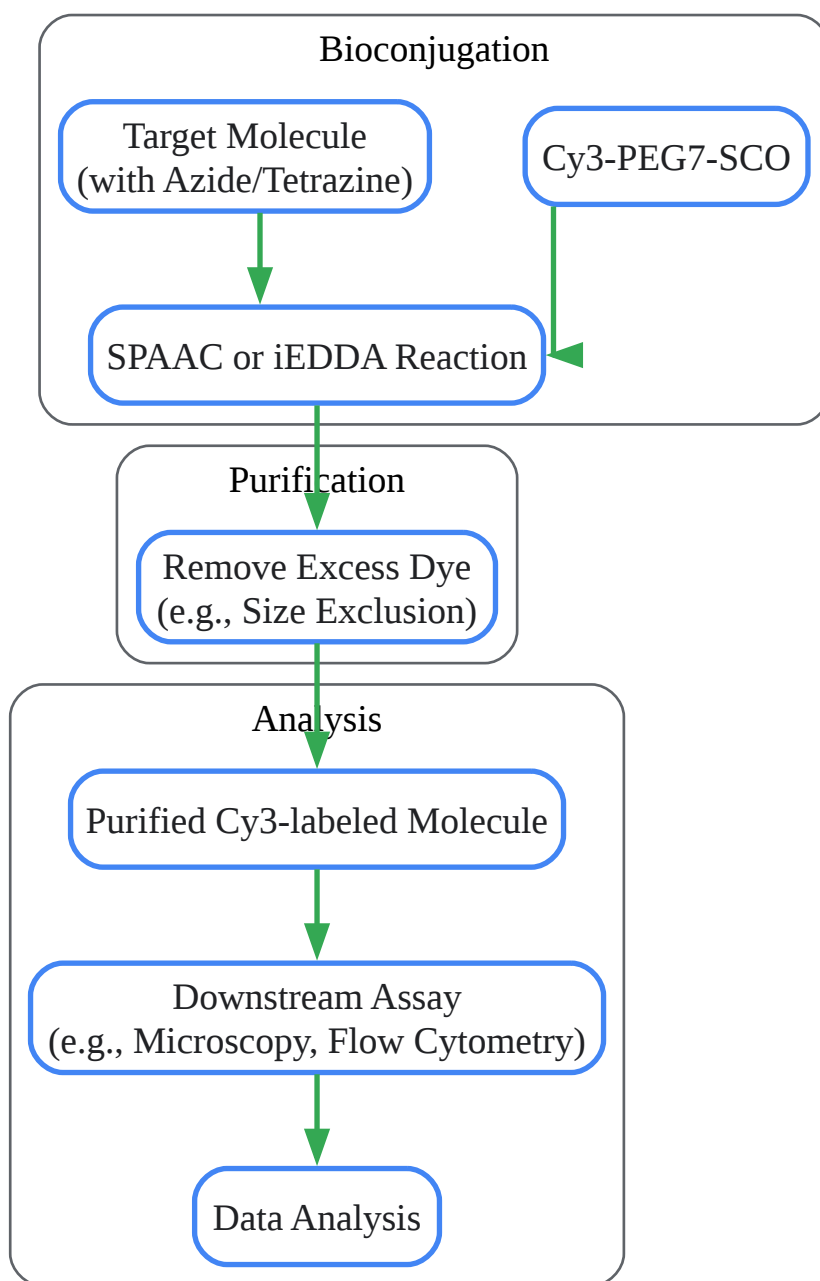 Bioconjugation
Target Molecule
(with Azide/Tetrazine)
Cy3-PEG7-SCO
SPAAC or iEDDA Reaction
Purification
Remove Excess Dye
(e.g., Size Exclusion)
Analysis
Purified Cy3-labeled Molecule
Downstream Assay
(e.g., Microscopy, Flow Cytometry)
Data Analysis